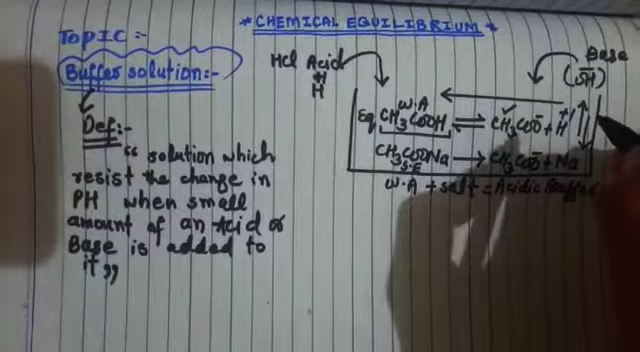 * CHEMICAL EQUILIBRIUM *
Topic :-
Buffer solution:-
Def:-
" solution which
resist the change in
PH when small
amount of an Acid or
Base is added to
it "
Hcl Acid
H
H
Base
(OH)
W.A
Eq CH3COOH ⇌ CH3COO⁻ + H⁺
CH3COONa → CH3COO⁻ + Na
S.E
W.A + salt = Acidic Buffer